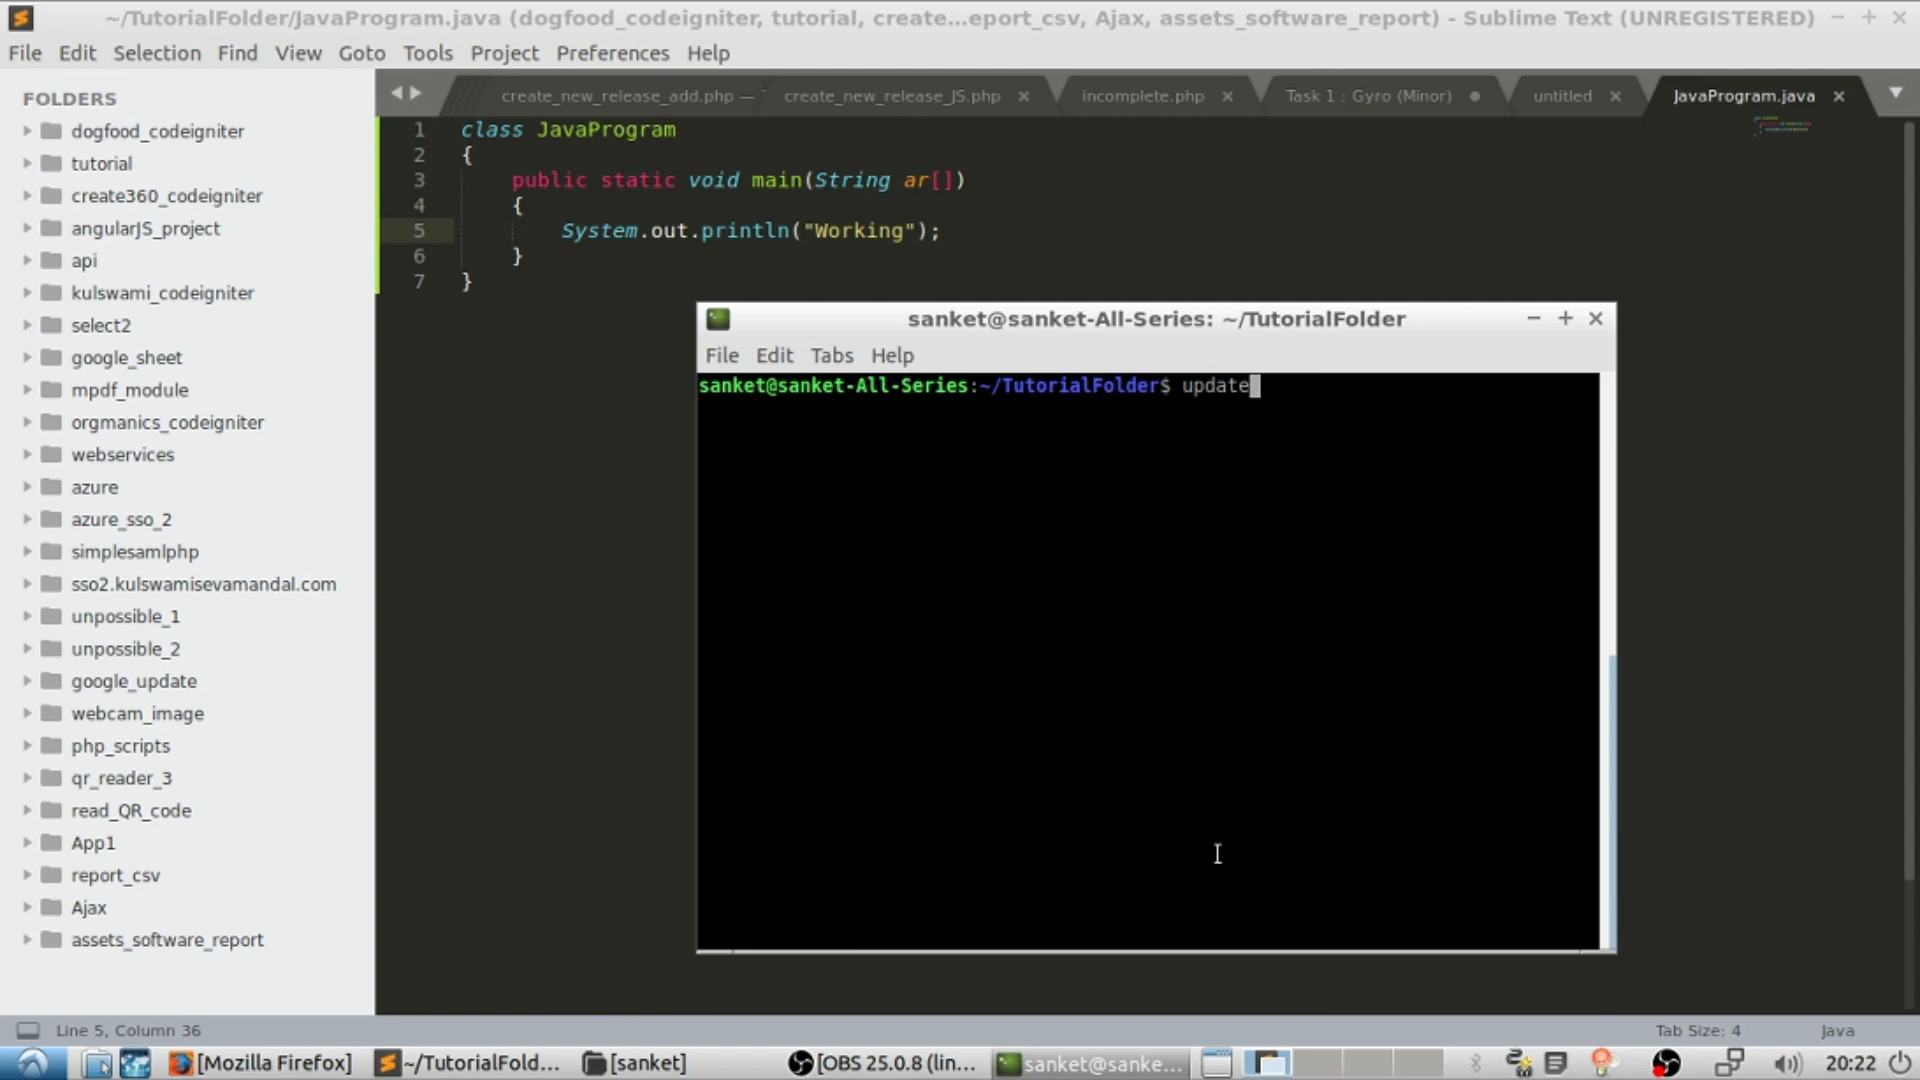 ~/TutorialFolder/JavaProgram.java (dogfood_codeigniter, tutorial, create...eport_csv, Ajax, assets_software_report) - Sublime Text (UNREGISTERED)
File Edit Selection Find View Goto Tools Project Preferences Help
create_new_release_add.php — create_new_release_JS.php incomplete.php Task 1 : Gyro (Minor) untitled JavaProgram.java
FOLDERS
dogfood_codeigniter
tutorial
create360_codeigniter
angularJS_project
api
kulswami_codeigniter
select2
google_sheet
mpdf_module
orgmanics_codeigniter
webservices
azure
azure_sso_2
simplesamlphp
sso2.kulswamisevamandal.com
unpossible_1
unpossible_2
google_update
webcam_image
php_scripts
qr_reader_3
read_QR_code
App1
report_csv
Ajax
assets_software_report
1 class JavaProgram
2 {
3 public static void main(String ar[])
4 {
5 System.out.println("Working");
6 }
7 }
sanket@sanket-All-Series: ~/TutorialFolder
File Edit Tabs Help
sanket@sanket-All-Series:~/TutorialFolder$ update
Line 5, Column 36 Tab Size: 4 Java
[Mozilla Firefox] ~/TutorialFold... [sanket] [OBS 25.0.8 (lin... sanket@sanke... 20:22